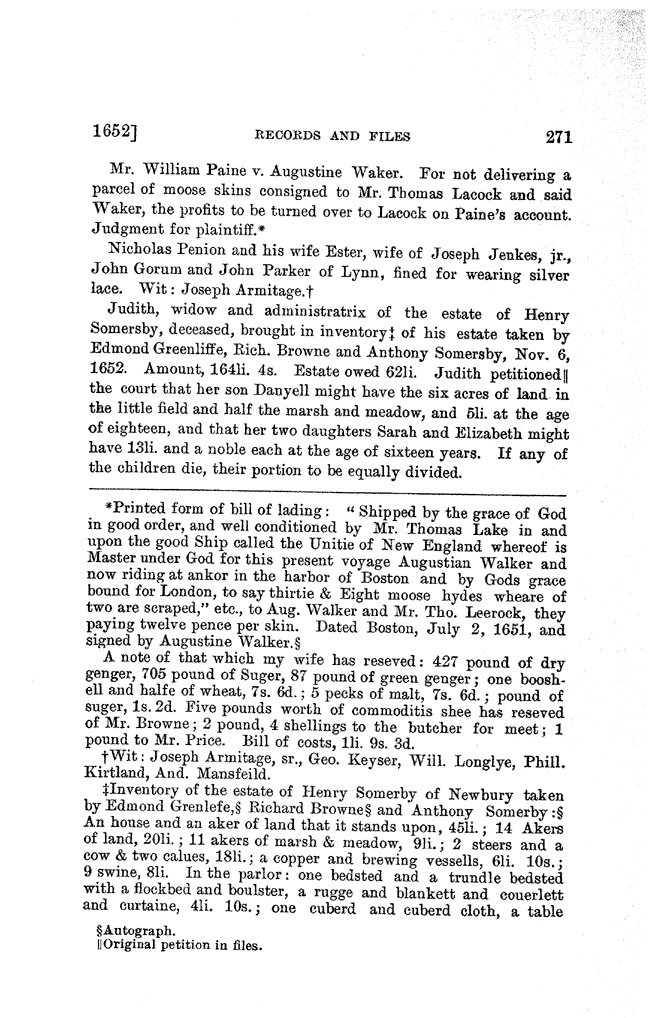 1652] RECORDS AND FILES 271
Mr. William Paine v. Augustine Waker. For not delivering a
parcel of moose skins consigned to Mr. Thomas Lacock and said
Waker, the profits to be turned over to Lacock on Paine's account.
Judgment for plaintiff.*
Nicholas Penion and his wife Ester, wife of Joseph Jenkes, jr.,
John Gorum and John Parker of Lynn, fined for wearing silver
lace. Wit: Joseph Armitage.†
Judith, widow and administratrix of the estate of Henry
Somersby, deceased, brought in inventory‡ of his estate taken by
Edmond Greenliffe, Rich. Browne and Anthony Somersby, Nov. 6,
1652. Amount, 164li. 4s. Estate owed 62li. Judith petitioned||
the court that her son Danyell might have the six acres of land in
the little field and half the marsh and meadow, and 5li. at the age
of eighteen, and that her two daughters Sarah and Elizabeth might
have 13li. and a noble each at the age of sixteen years. If any of
the children die, their portion to be equally divided.
*Printed form of bill of lading: "Shipped by the grace of God
in good order, and well conditioned by Mr. Thomas Lake in and
upon the good Ship called the Unitie of New England whereof is
Master under God for this present voyage Augustian Walker and
now riding at ankor in the harbor of Boston and by Gods grace
bound for London, to say thirtie & Eight moose hydes wheare of
two are scraped," etc., to Aug. Walker and Mr. Tho. Leerock, they
paying twelve pence per skin. Dated Boston, July 2, 1651, and
signed by Augustine Walker.§
A note of that which my wife has reseved: 427 pound of dry
genger, 705 pound of Suger, 87 pound of green genger; one boosh-
ell and halfe of wheat, 7s. 6d.; 5 pecks of malt, 7s. 6d.; pound of
suger, 1s. 2d. Five pounds worth of commoditis shee has reseved
of Mr. Browne; 2 pound, 4 shellings to the butcher for meet; 1
pound to Mr. Price. Bill of costs, 1li. 9s. 3d.
†Wit: Joseph Armitage, sr., Geo. Keyser, Will. Longlye, Phill.
Kirtland, And. Mansfeild.
‡Inventory of the estate of Henry Somerby of Newbury taken
by Edmond Grenlefe,§ Richard Browne§ and Anthony Somerby:§
An house and an aker of land that it stands upon, 45li.; 14 Akers
of land, 20li.; 11 akers of marsh & meadow, 9li.; 2 steers and a
cow & two calues, 18li.; a copper and brewing vessells, 6li. 10s.;
9 swine, 8li. In the parlor: one bedsted and a trundle bedsted
with a flockbed and boulster, a rugge and blankett and couerlett
and curtaine, 4li. 10s.; one cuberd and cuberd cloth, a table
§Autograph.
||Original petition in files.